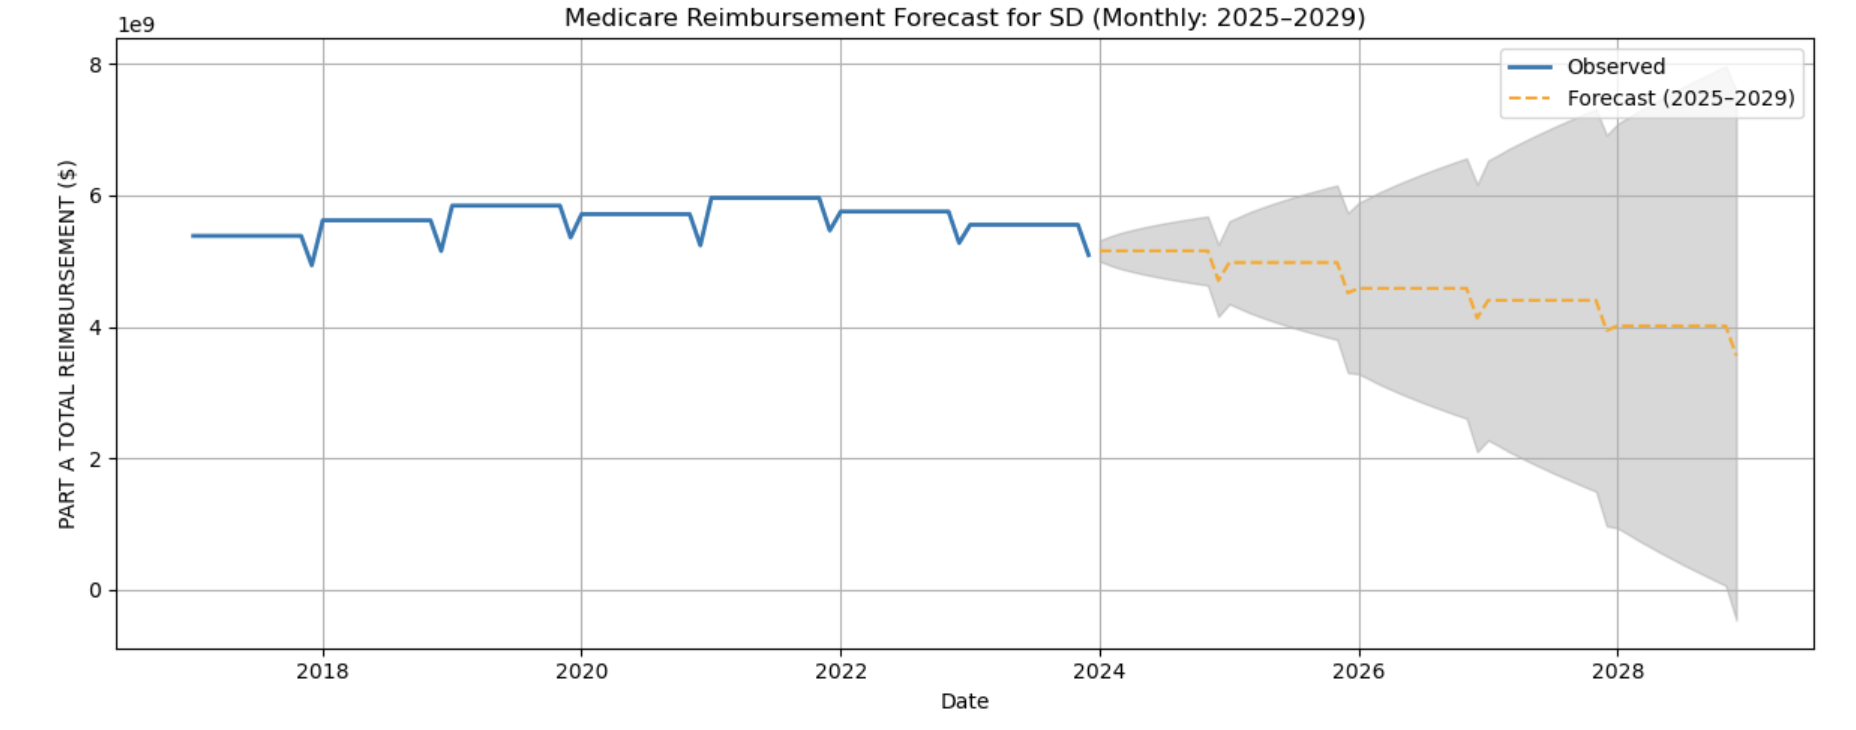 Medicare Reimbursement Forecast for SD (Monthly: 2025–2029)
1e9
Observed
Forecast (2025–2029)
PART A TOTAL REIMBURSEMENT ($)
8
6
4
2
0
2018 2020 2022 2024 2026 2028
Date